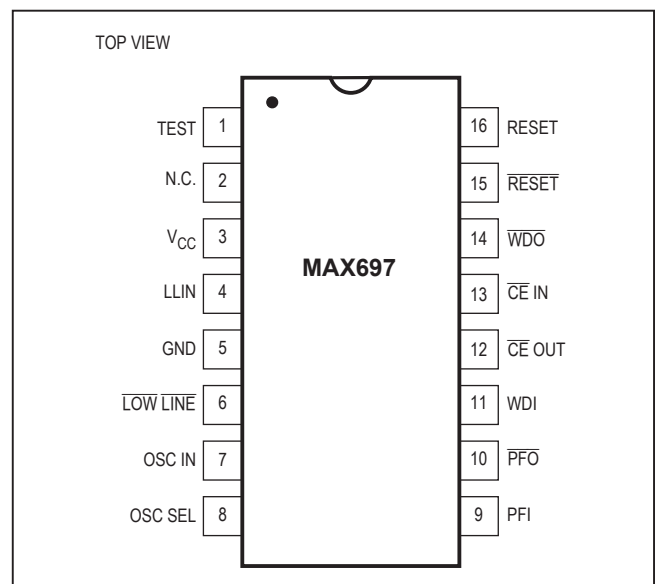 TOP VIEW
MAX697
TEST 1
N.C. 2
VCC 3
LLIN 4
GND 5
LOW LINE 6
OSC IN 7
OSC SEL 8
16 RESET
15 RESET
14 WDO
13 CE IN
12 CE OUT
11 WDI
10 PFO
9 PFI